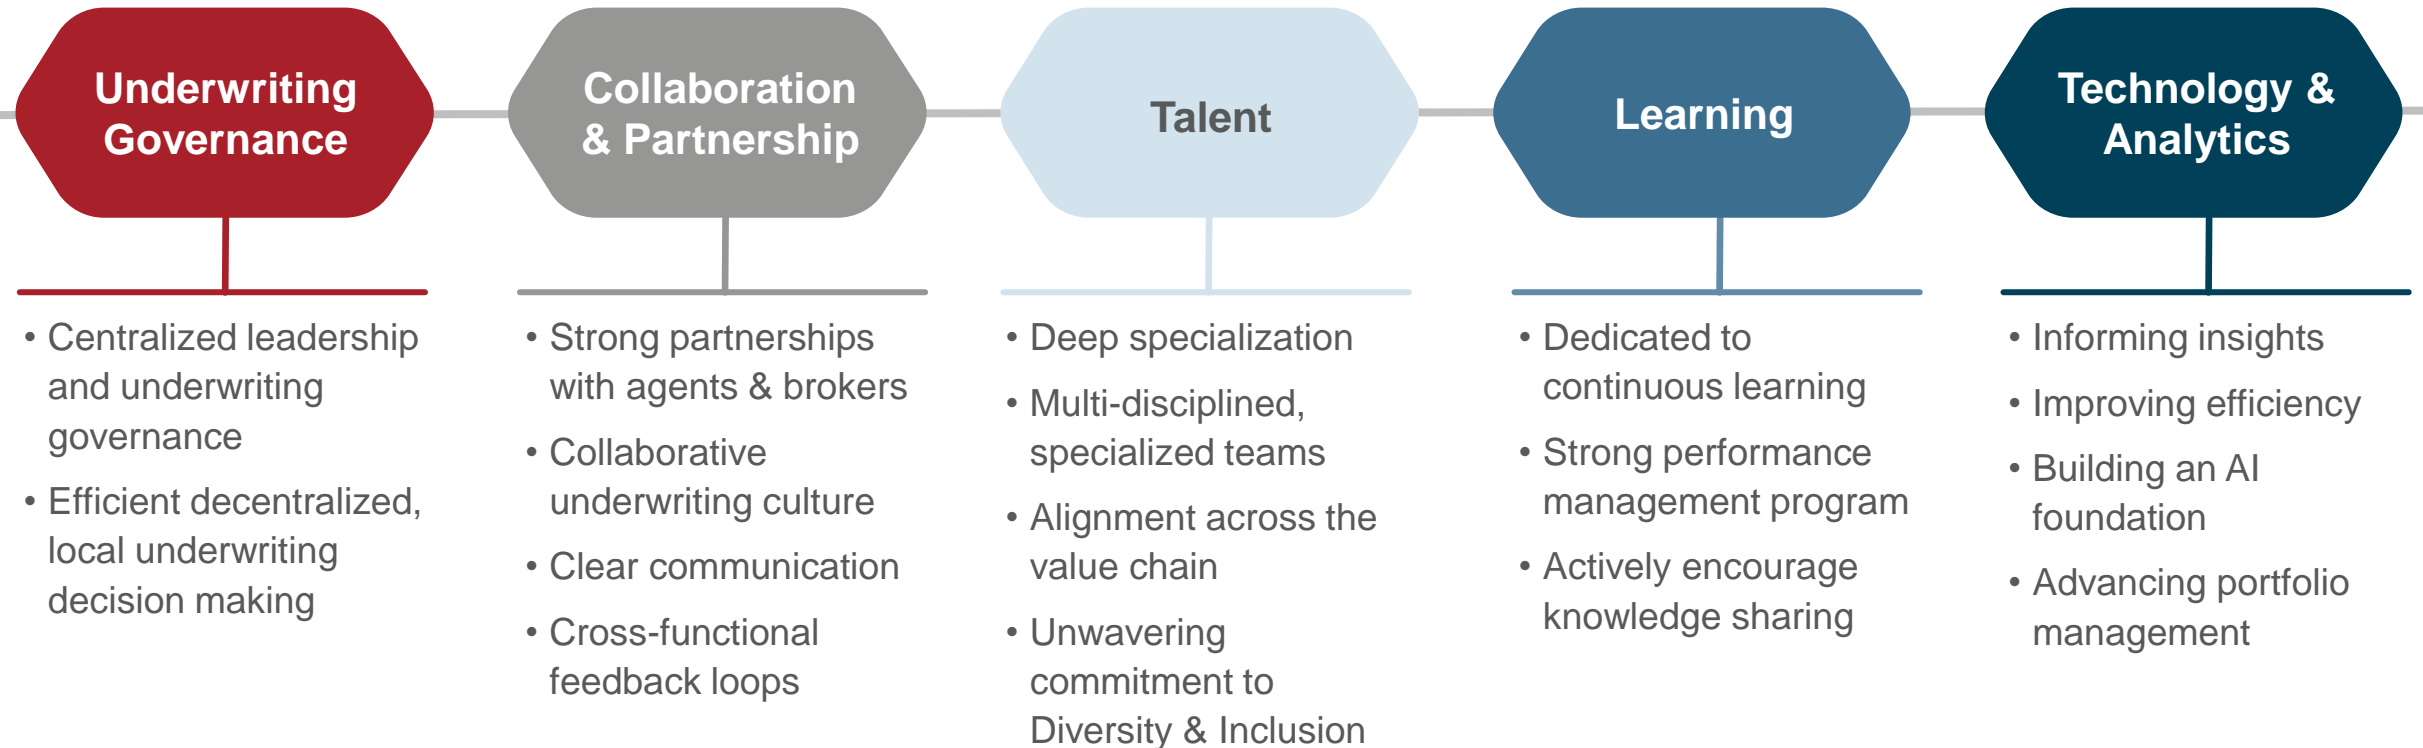 Underwriting
Governance
• Centralized leadership
and underwriting
governance
• Efficient decentralized,
local underwriting
decision making
Collaboration
& Partnership
• Strong partnerships
with agents & brokers
• Collaborative
underwriting culture
• Clear communication
• Cross-functional
feedback loops
Talent
• Deep specialization
• Multi-disciplined,
specialized teams
• Alignment across the
value chain
• Unwavering
commitment to
Diversity & Inclusion
Learning
• Dedicated to
continuous learning
• Strong performance
management program
• Actively encourage
knowledge sharing
Technology &
Analytics
• Informing insights
• Improving efficiency
• Building an AI
foundation
• Advancing portfolio
management